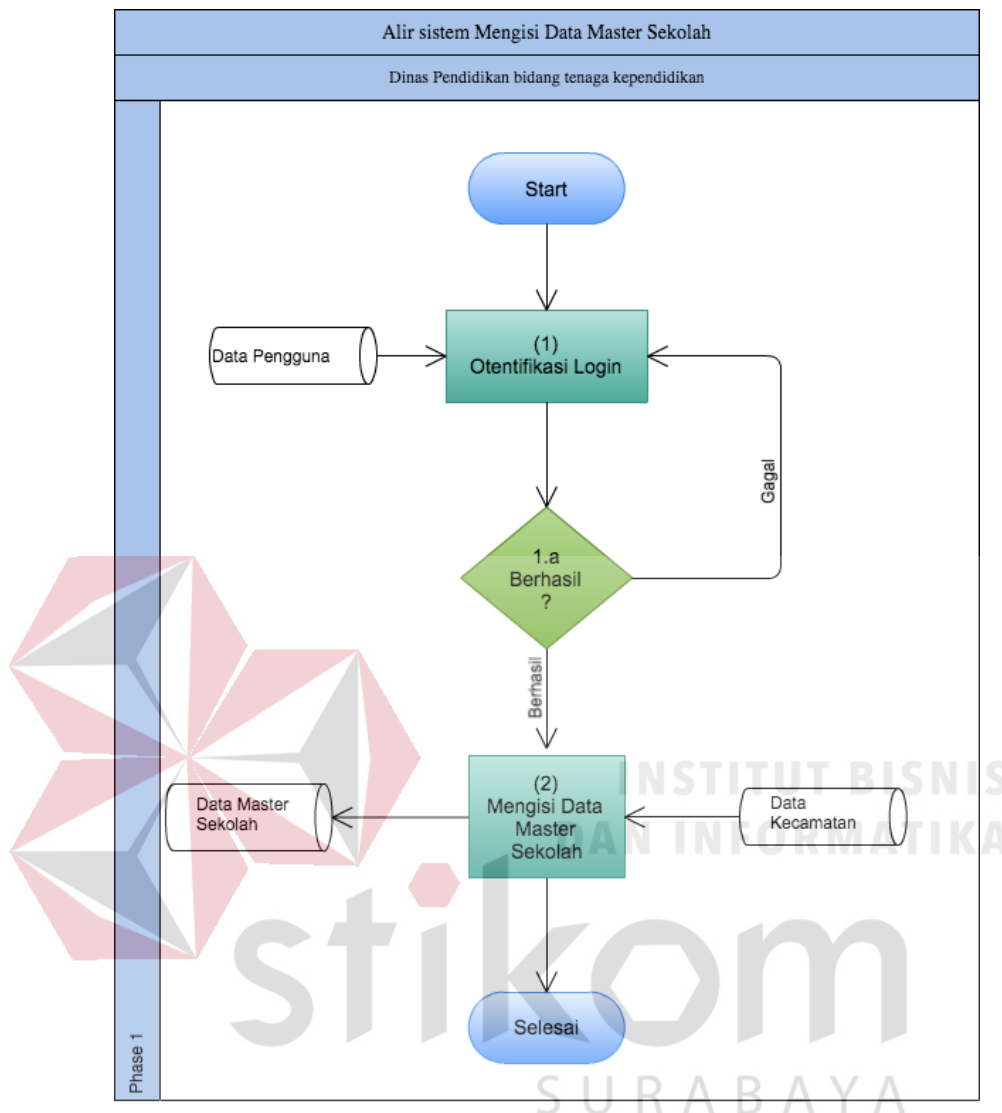 Alir sistem Mengisi Data Master Sekolah
Dinas Pendidikan bidang tenaga kependidikan
Start
Data Pengguna
(1)
Otentifikasi Login
Gagal
1.a
Berhasil
?
Berhasil
(2)
Mengisi Data
Master
Sekolah
Data Master
Sekolah
Data
Kecamatan
Selesai
Phase 1
INSTITUT BISNIS
DAN INFORMATIKA
stikom
SURABAYA